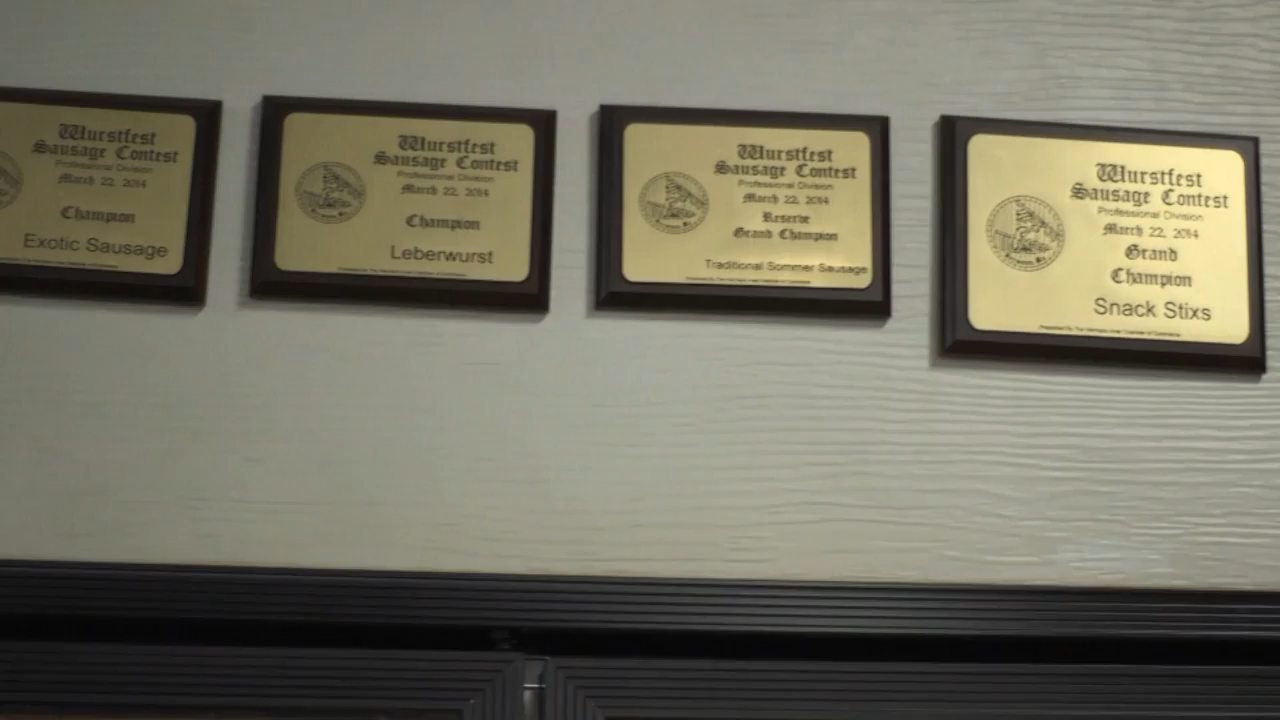 Wurstfest
Sausage Contest
Professional Division
March 22, 2014
Champion
Exotic Sausage
Wurstfest
Sausage Contest
Professional Division
March 22, 2014
Champion
Leberwurst
Wurstfest
Sausage Contest
Professional Division
March 22, 2014
Reserve
Grand Champion
Traditional Sommer Sausage
Wurstfest
Sausage Contest
Professional Division
March 22, 2014
Grand
Champion
Snack Stixs